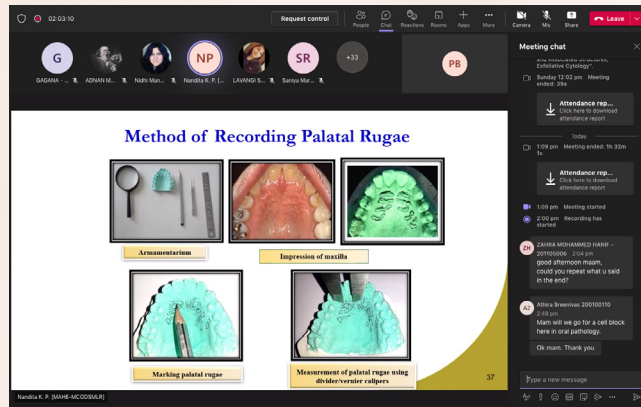 02:03:10
Request control
People
Chat
Reactions
Rooms
Apps
More
Camera
Mic
Share
Leave
G
NP
SR
+33
PB
GAGANA - ...
ADNAN M...
Nidhi Man...
Nandita K. P. [...
LAVANGI S...
Saniya Mar...
Method of Recording Palatal Rugae
Armamentarium
Impression of maxilla
Marking palatal rugae
Measurement of palatal rugae using
divider/vernier calipers
37
Nandita K. P. [MAHE-MCODSMLR]
Meeting chat
Exfoliative Cytology".
Sunday 12:02 pm Meeting
ended: 39s
Attendance rep...
Click here to download
attendance report
Today
1:09 pm Meeting ended: 1h 32m
1s
Attendance rep...
Click here to download
attendance report
1:09 pm Meeting started
2:00 pm Recording has
started
ZH
ZAHRA MOHAMMED HANIF -
201105006 2:04 pm
good afternoon maam,
could you repeat what u said
in the end?
Athira Sreenivas 200100110
2:49 pm
Mam will we go for a cell block
here in oral pathology.
Ok mam. Thank you
Type a new message